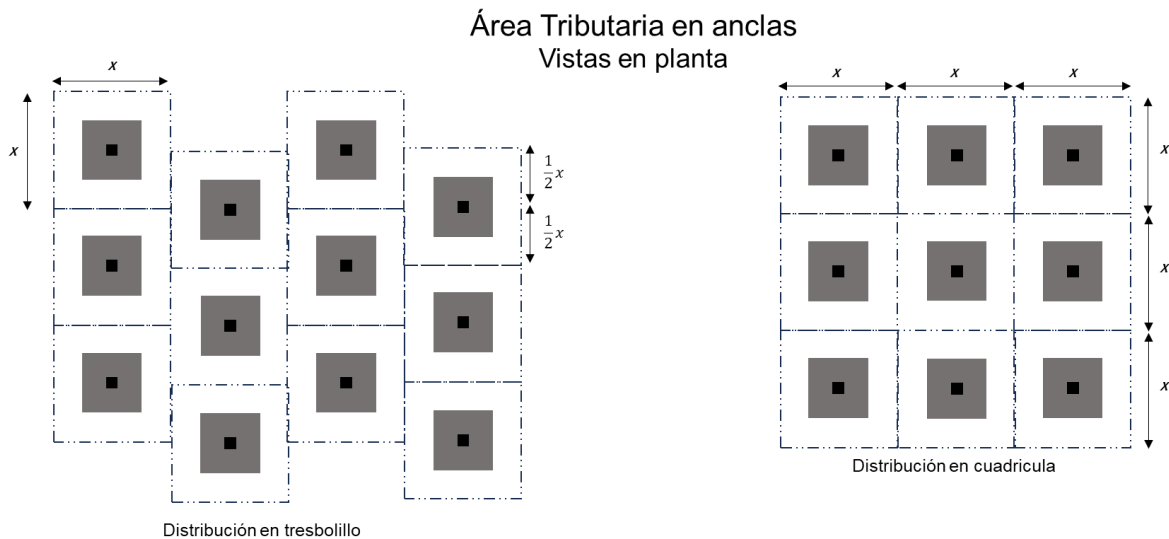 Área Tributaria en anclas
Vistas en planta
x
x
1/2 x
1/2 x
Distribución en tresbolillo
x x x
x
x
x
Distribución en cuadricula